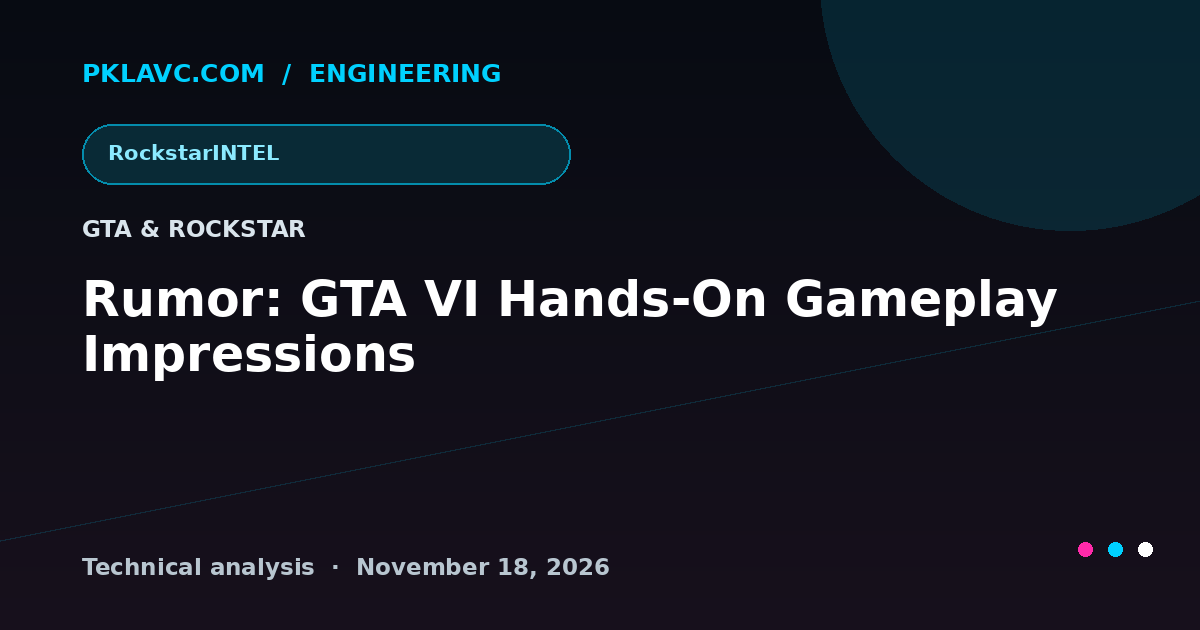 PKLAVC.COM / ENGINEERING
RockstarINTEL
GTA & ROCKSTAR
Rumor: GTA VI Hands-On Gameplay
Impressions
Technical analysis · November 18, 2026